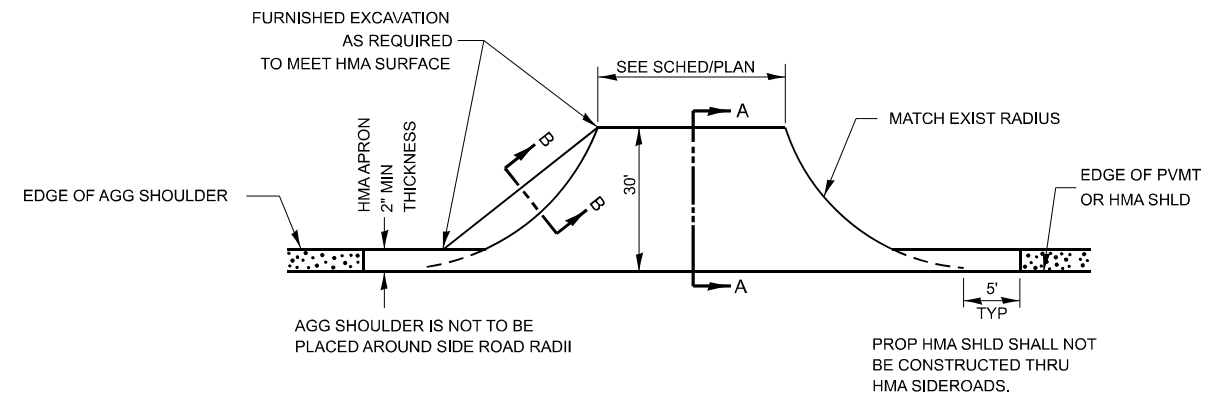 FURNISHED EXCAVATION
AS REQUIRED
TO MEET HMA SURFACE
SEE SCHED/PLAN
A
MATCH EXIST RADIUS
B
B
HMA APRON
2" MIN
THICKNESS
30'
EDGE OF AGG SHOULDER
EDGE OF PVMT
OR HMA SHLD
A
5'
TYP
AGG SHOULDER IS NOT TO BE
PLACED AROUND SIDE ROAD RADII
PROP HMA SHLD SHALL NOT
BE CONSTRUCTED THRU
HMA SIDEROADS.